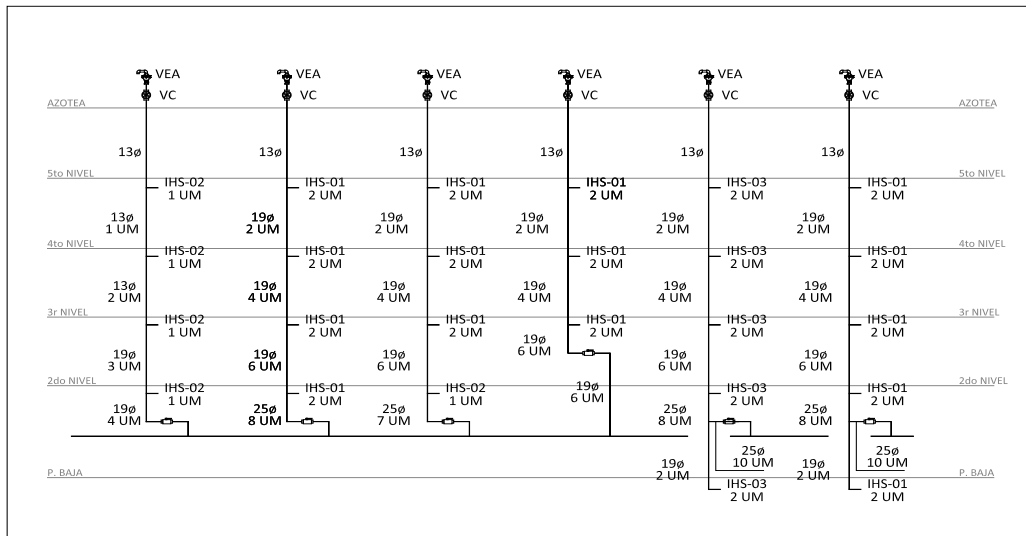 VEA VEA VEA VEA VEA VEA
VC VC VC VC VC VC
AZOTEA AZOTEA
13ø 13ø 13ø 13ø 13ø 13ø
5to NIVEL 5to NIVEL
IHS-02 IHS-01 IHS-01 IHS-01 IHS-03 IHS-01
1 UM 2 UM 2 UM 2 UM 2 UM 2 UM
13ø 19ø 19ø 19ø 19ø 19ø
1 UM 2 UM 2 UM 2 UM 2 UM 2 UM
4to NIVEL 4to NIVEL
IHS-02 IHS-01 IHS-01 IHS-01 IHS-03 IHS-01
1 UM 2 UM 2 UM 2 UM 2 UM 2 UM
13ø 19ø 19ø 19ø 19ø 19ø
2 UM 4 UM 4 UM 4 UM 4 UM 4 UM
3r NIVEL 3r NIVEL
IHS-02 IHS-01 IHS-01 IHS-01 IHS-03 IHS-01
1 UM 2 UM 2 UM 2 UM 2 UM 2 UM
19ø 19ø 19ø 19ø 19ø 19ø
3 UM 6 UM 6 UM 6 UM 6 UM 6 UM
2do NIVEL 2do NIVEL
19ø
6 UM
IHS-02 IHS-01 IHS-02 IHS-03 IHS-01
1 UM 2 UM 1 UM 2 UM 2 UM
19ø 25ø 25ø 25ø 25ø
4 UM 8 UM 7 UM 8 UM 8 UM
25ø 25ø
10 UM 10 UM
19ø 19ø
2 UM 2 UM
P. BAJA P. BAJA
IHS-03 IHS-01
2 UM 2 UM